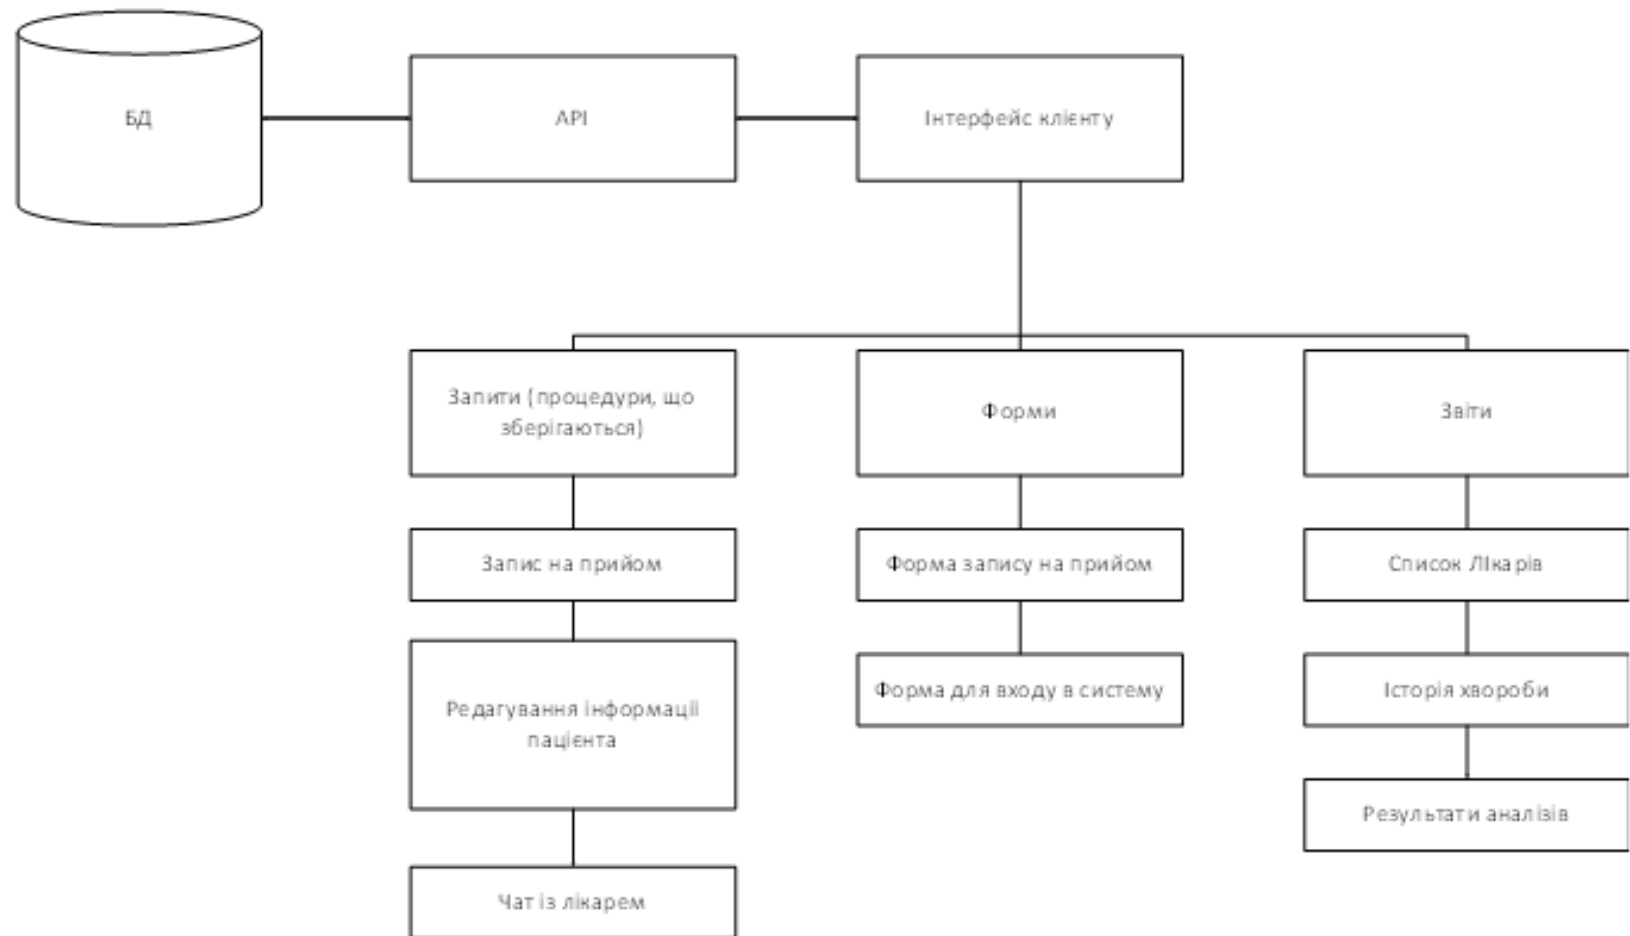 БД
API
Інтерфейс клієнту
Запити (процедури, що
зберігаються)
Форми
Звіти
Запис на прийом
Форма запису на прийом
Список Лікарів
Редагування інформації
пацієнта
Форма для входу в систему
Історія хвороби
Результати аналізів
Чат із лікарем